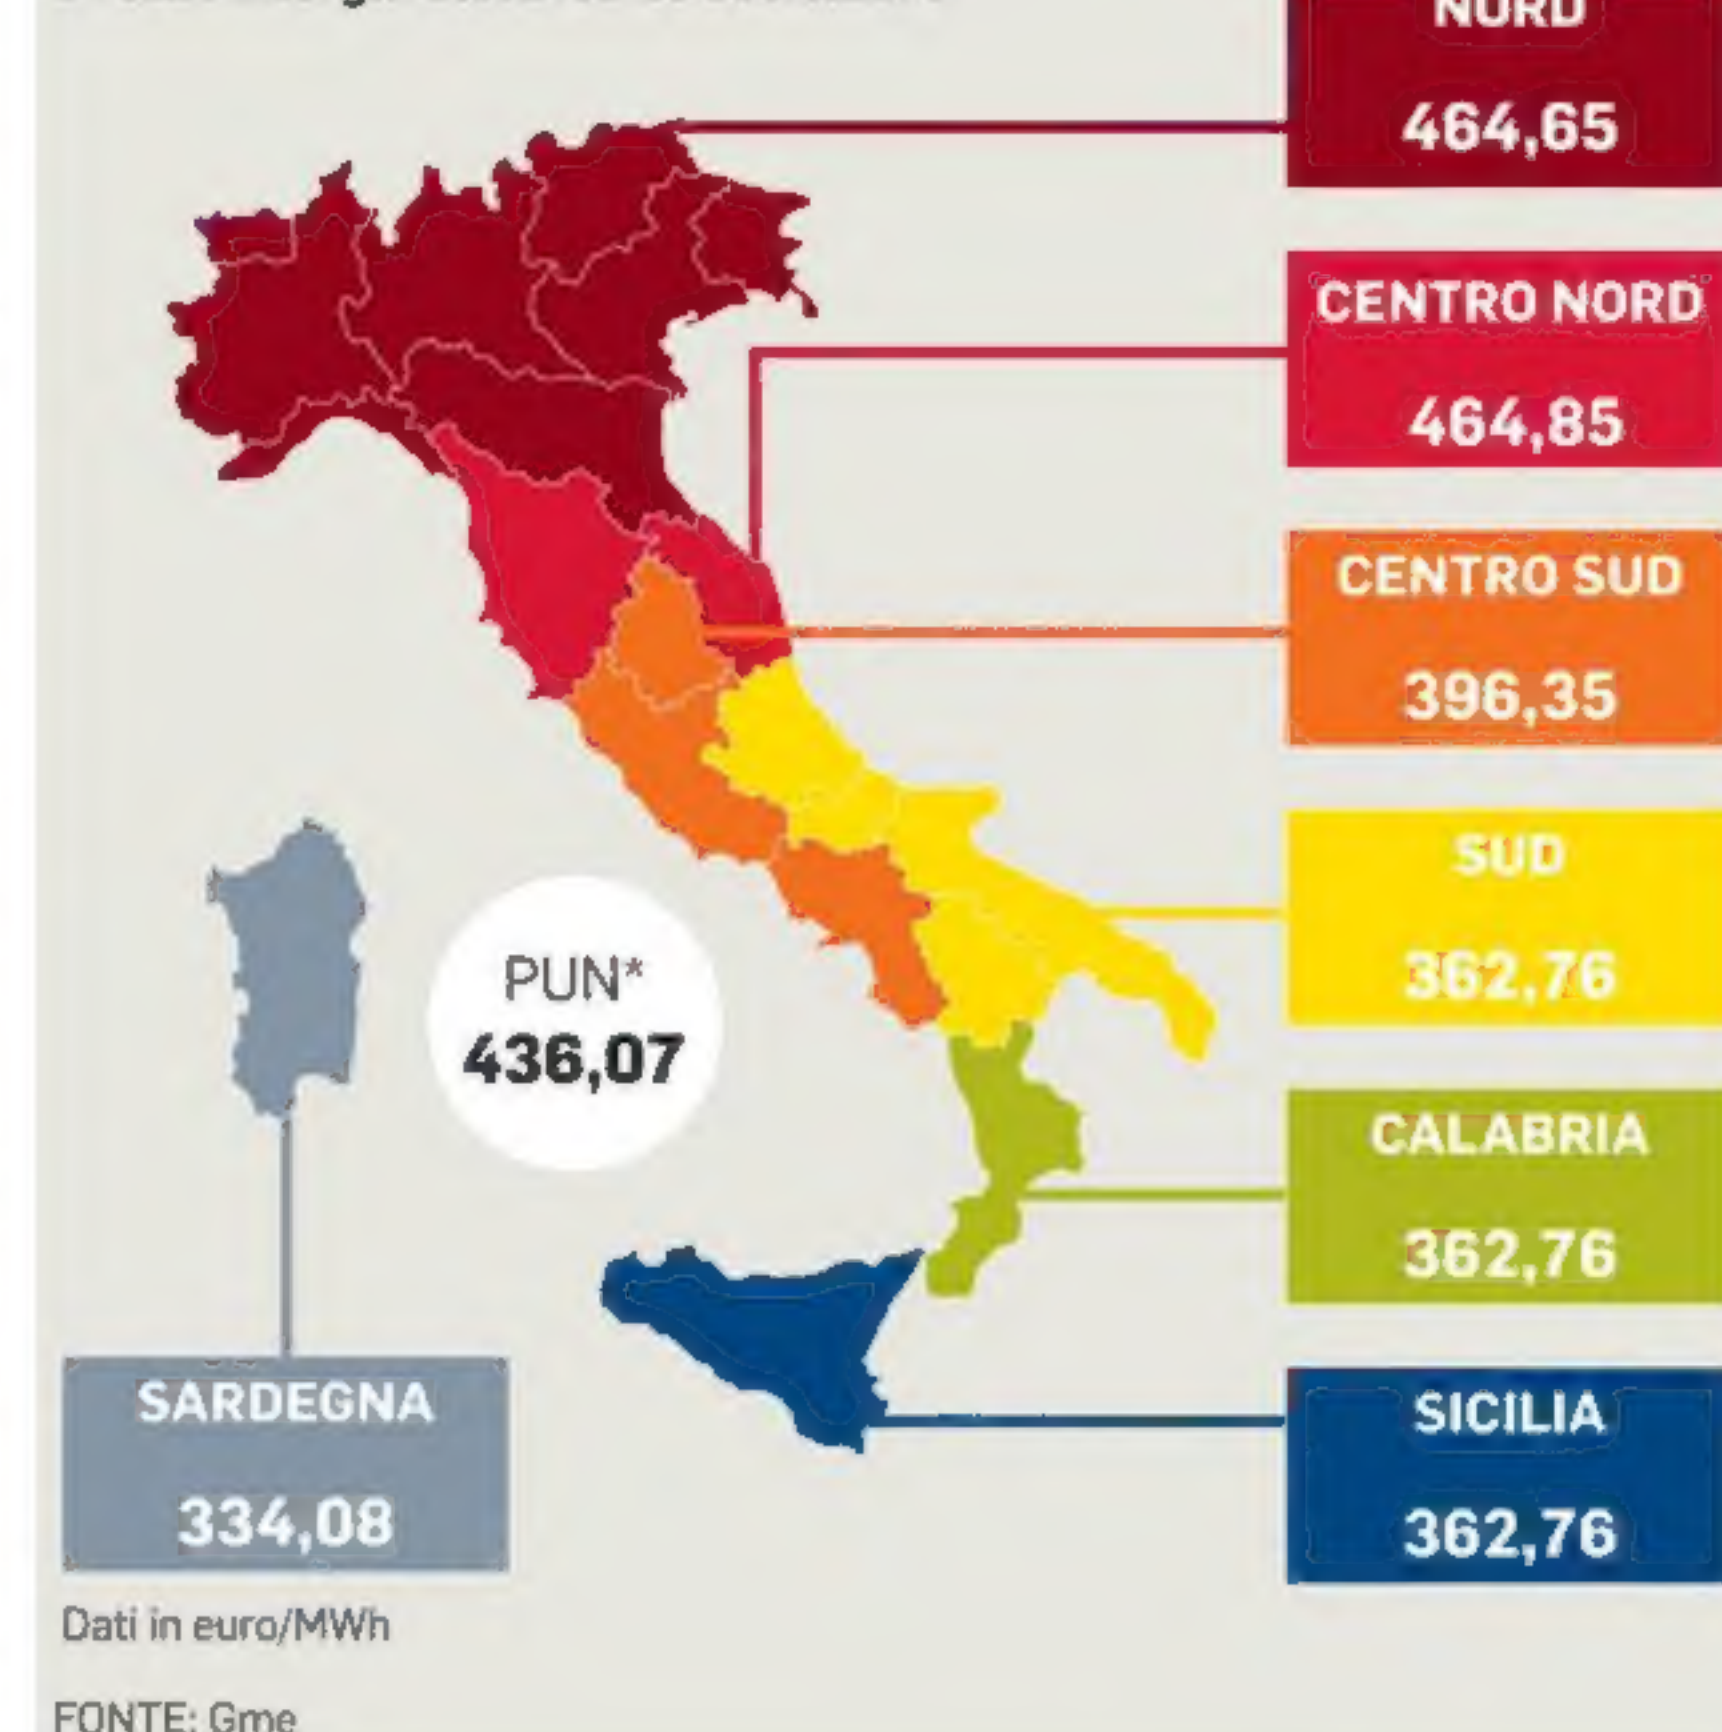 NORD
464,65
CENTRO NORD
464,85
CENTRO SUD
396,35
SUD
362,76
PUN*
436,07
CALABRIA
362,76
SICILIA
362,76
SARDEGNA
334,08
Dati in euro/MWh
FONTE: Gme